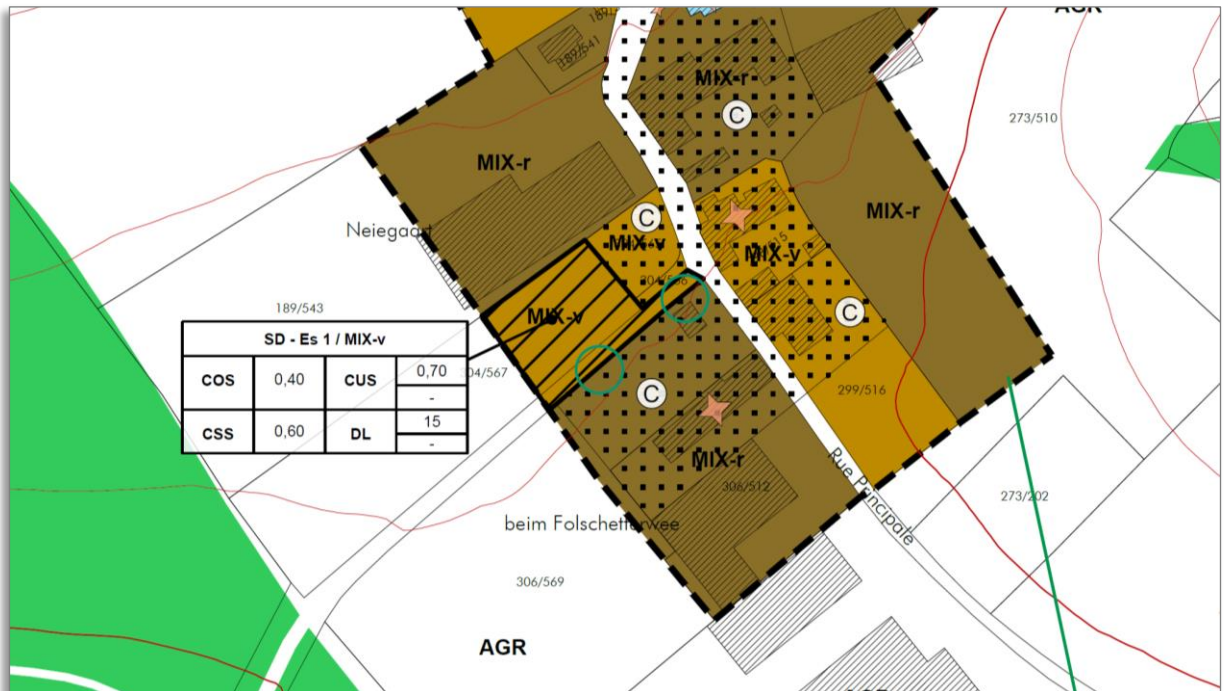 AGR
189/541
MIX-r
C
273/510
MIX-r
C
MIX-r
Neiegaart
MIX-v
MIX-v
189/543
MIX-v
C
SD - Es 1 / MIX-v
COS 0,40 CUS 0,70
-
CSS 0,60 DL 15
-
304/567
C
299/516
MIX-r
306/512
Rue Principale
273/202
beim Folschetterwee
306/569
AGR